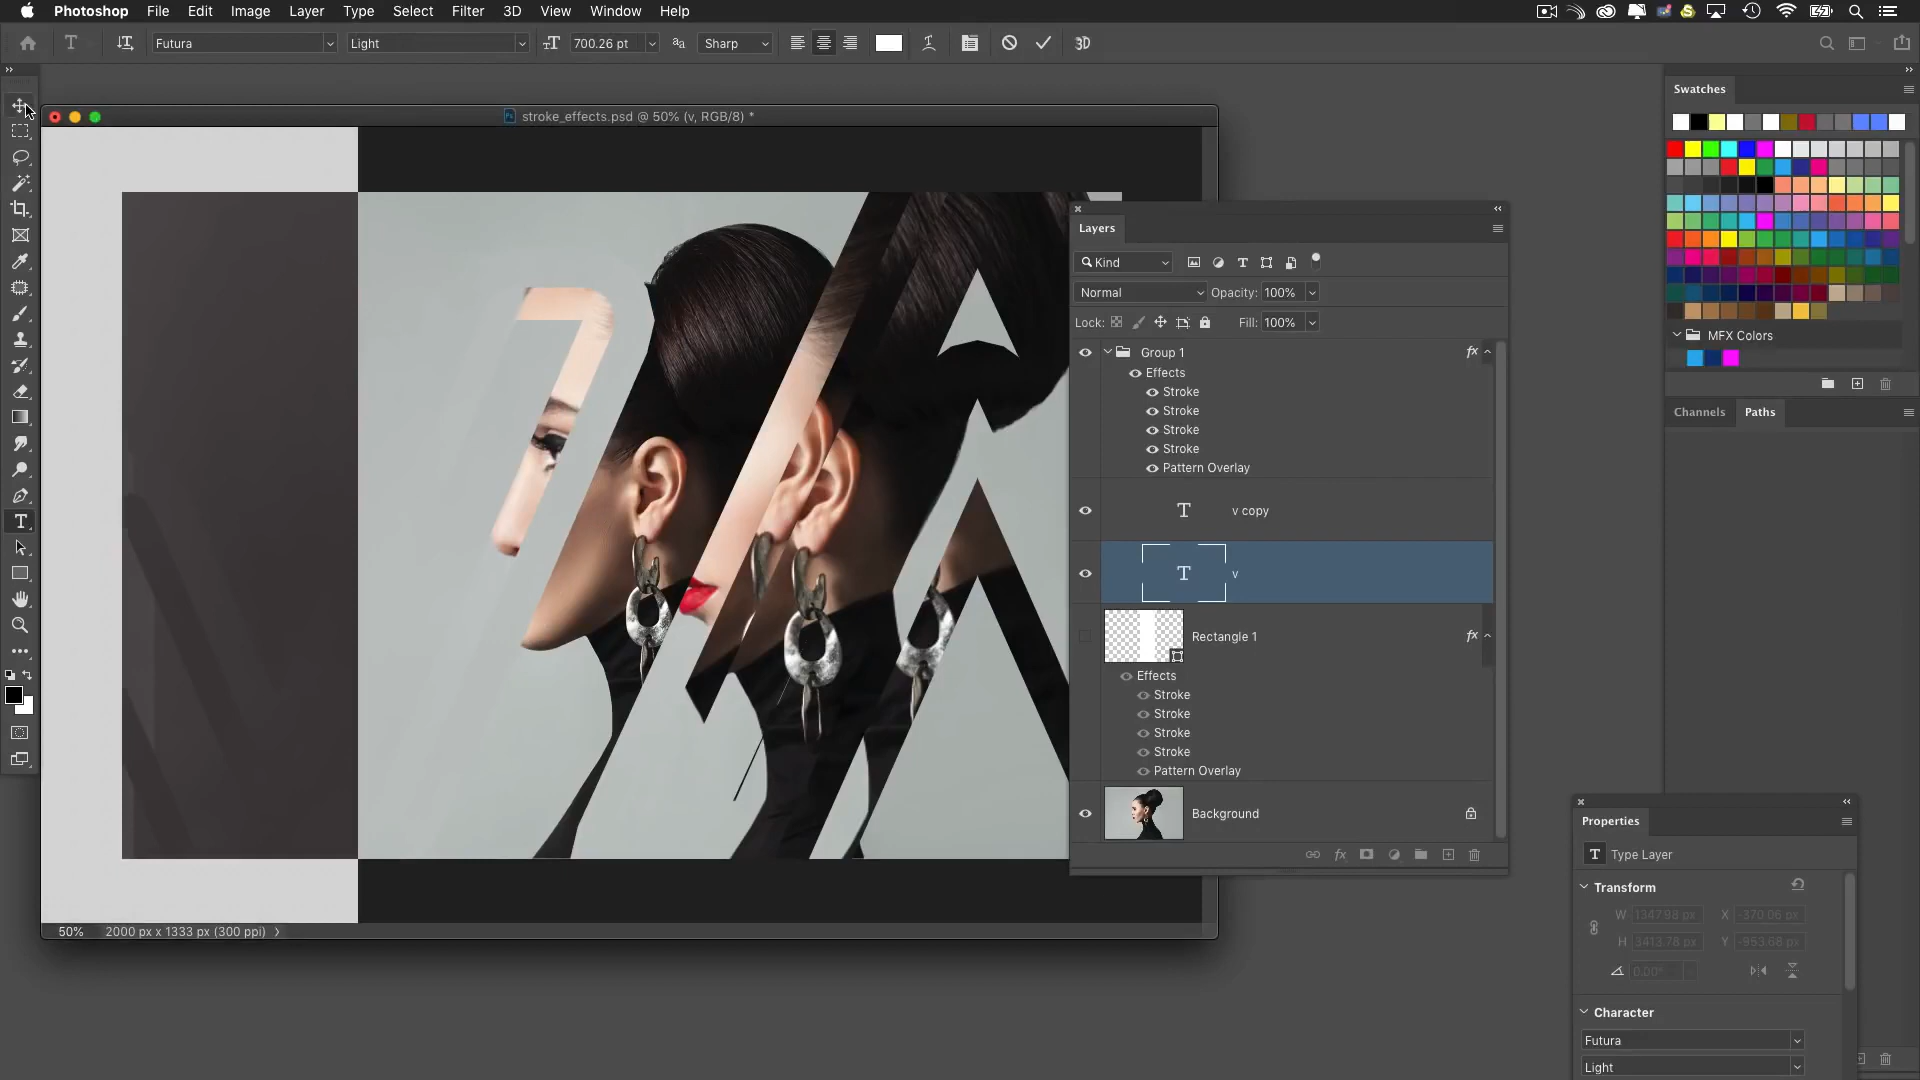 Photoshop File Edit Image Layer Type Select Filter 3D View Window Help
Futura Light 700.26 pt Sharp 3D
stroke_effects.psd @ 50% (v, RGB/8) *
Swatches
MFX Colors
Channels Paths
Layers
Kind
Normal Opacity: 100%
Lock: Fill: 100%
Group 1 fx
Effects
Stroke
Stroke
Stroke
Stroke
Pattern Overlay
v copy
v
Rectangle 1 fx
Effects
Stroke
Stroke
Stroke
Stroke
Pattern Overlay
Background
fx
50% 2000 px x 1333 px (300 ppi)
Properties
Type Layer
Transform
W 1347.98 px X -370.06 px
H 3413.78 px Y -953.68 px
0.00°
Character
Futura
Light